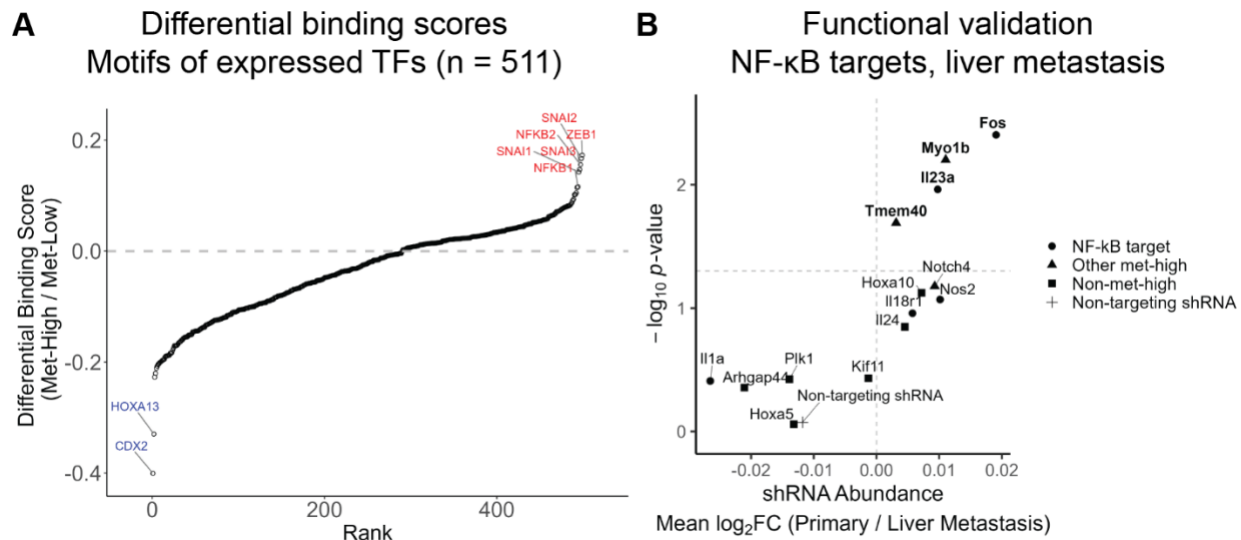 A
Differential binding scores
Motifs of expressed TFs (n = 511)
Differential Binding Score
(Met-High / Met-Low)
0.2
0.0
-0.2
-0.4
SNAI2
NFKB2 ZEB1
SNAI1 SNAI3
NFKB1
HOXA13
CDX2
0
200
400
Rank
B
Functional validation
NF-κB targets, liver metastasis
− log10 p-value
2
1
0
Fos
Myo1b
Il23a
Tmem40
Notch4
Hoxa10
Nos2
Il18r1
Il24
Il1a
Plk1
Kif11
Arhgap44
Non-targeting shRNA
Hoxa5
-0.02
-0.01
0.00
0.01
0.02
shRNA Abundance
Mean log2FC (Primary / Liver Metastasis)
NF-kB target
Other met-high
Non-met-high
Non-targeting shRNA